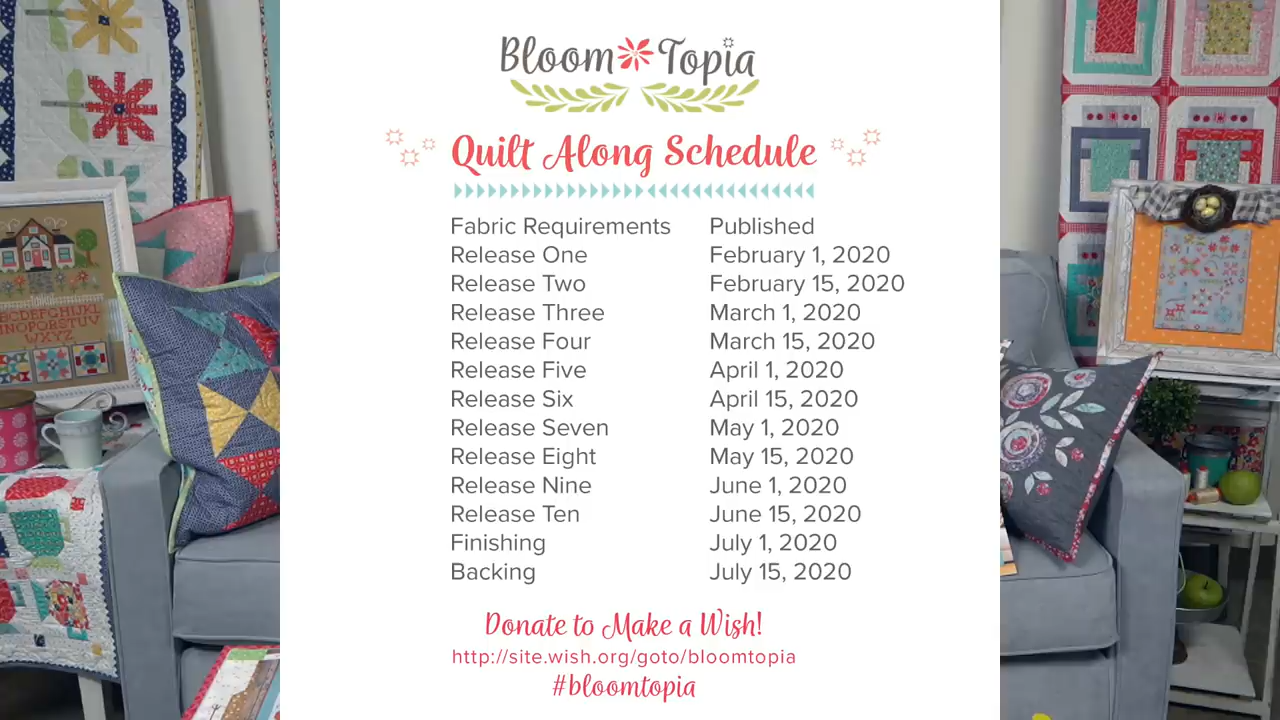 Bloom Topia
Quilt Along Schedule
Fabric Requirements Published
Release One February 1, 2020
Release Two February 15, 2020
Release Three March 1, 2020
Release Four March 15, 2020
Release Five April 1, 2020
Release Six April 15, 2020
Release Seven May 1, 2020
Release Eight May 15, 2020
Release Nine June 1, 2020
Release Ten June 15, 2020
Finishing July 1, 2020
Backing July 15, 2020
Donate to Make a Wish!
http://site.wish.org/goto/bloomtopia
#bloomtopia
BCDEFGHIJKL
MNOPQRSTUV
WXYZ